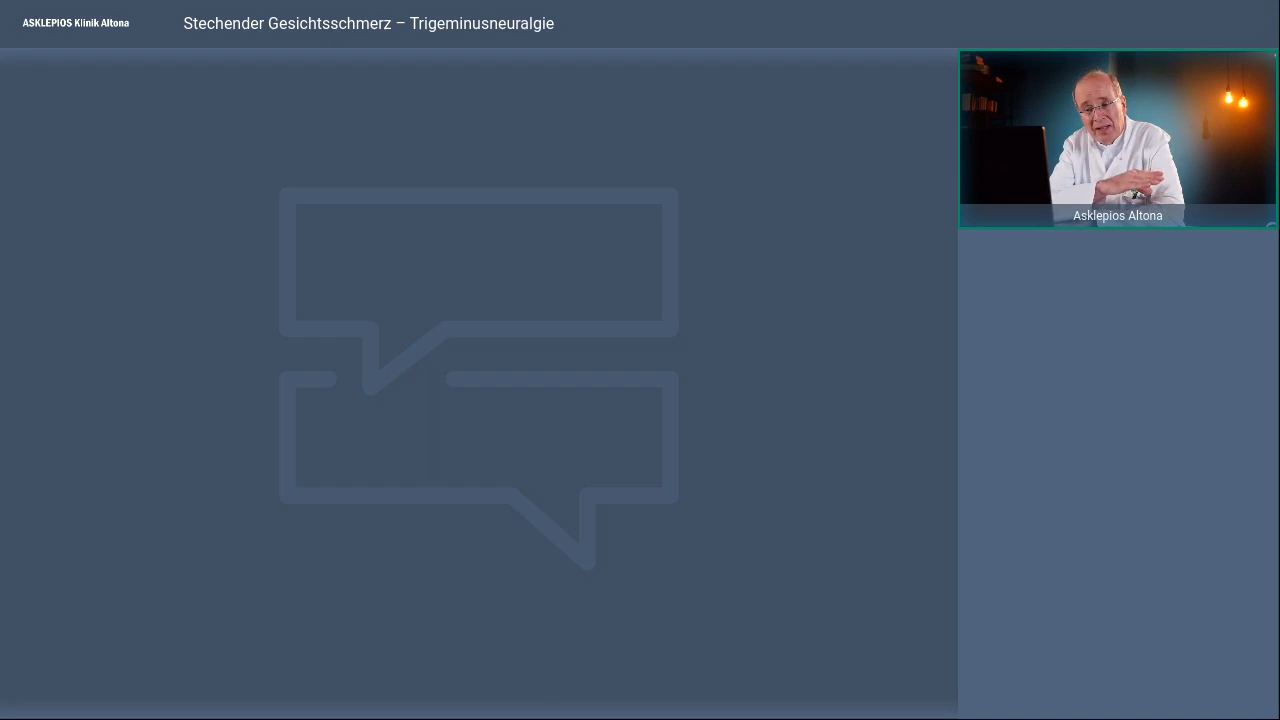 ASKLEPIOS Klinik Altona
Stechender Gesichtsschmerz – Trigeminusneuralgie
Asklepios Altona